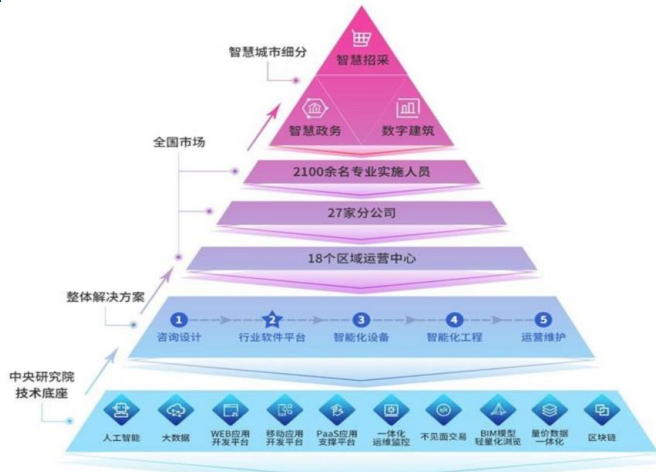 智慧城市细分
智慧招采
智慧政务
数字建筑
全国市场
2100余名专业实施人员
27家分公司
18个区域运营中心
整体解决方案
1
2
3
4
5
咨询设计
行业软件平台
智能化设备
智能化工程
运营维护
中央研究院
技术底座
人工智能
大数据
WEB应用
开发平台
移动应用
开发平台
PaaS应用
支撑平台
一体化
运维监控
不见面交易
BIM模型
轻量化浏览
量价数据
一体化
区块链